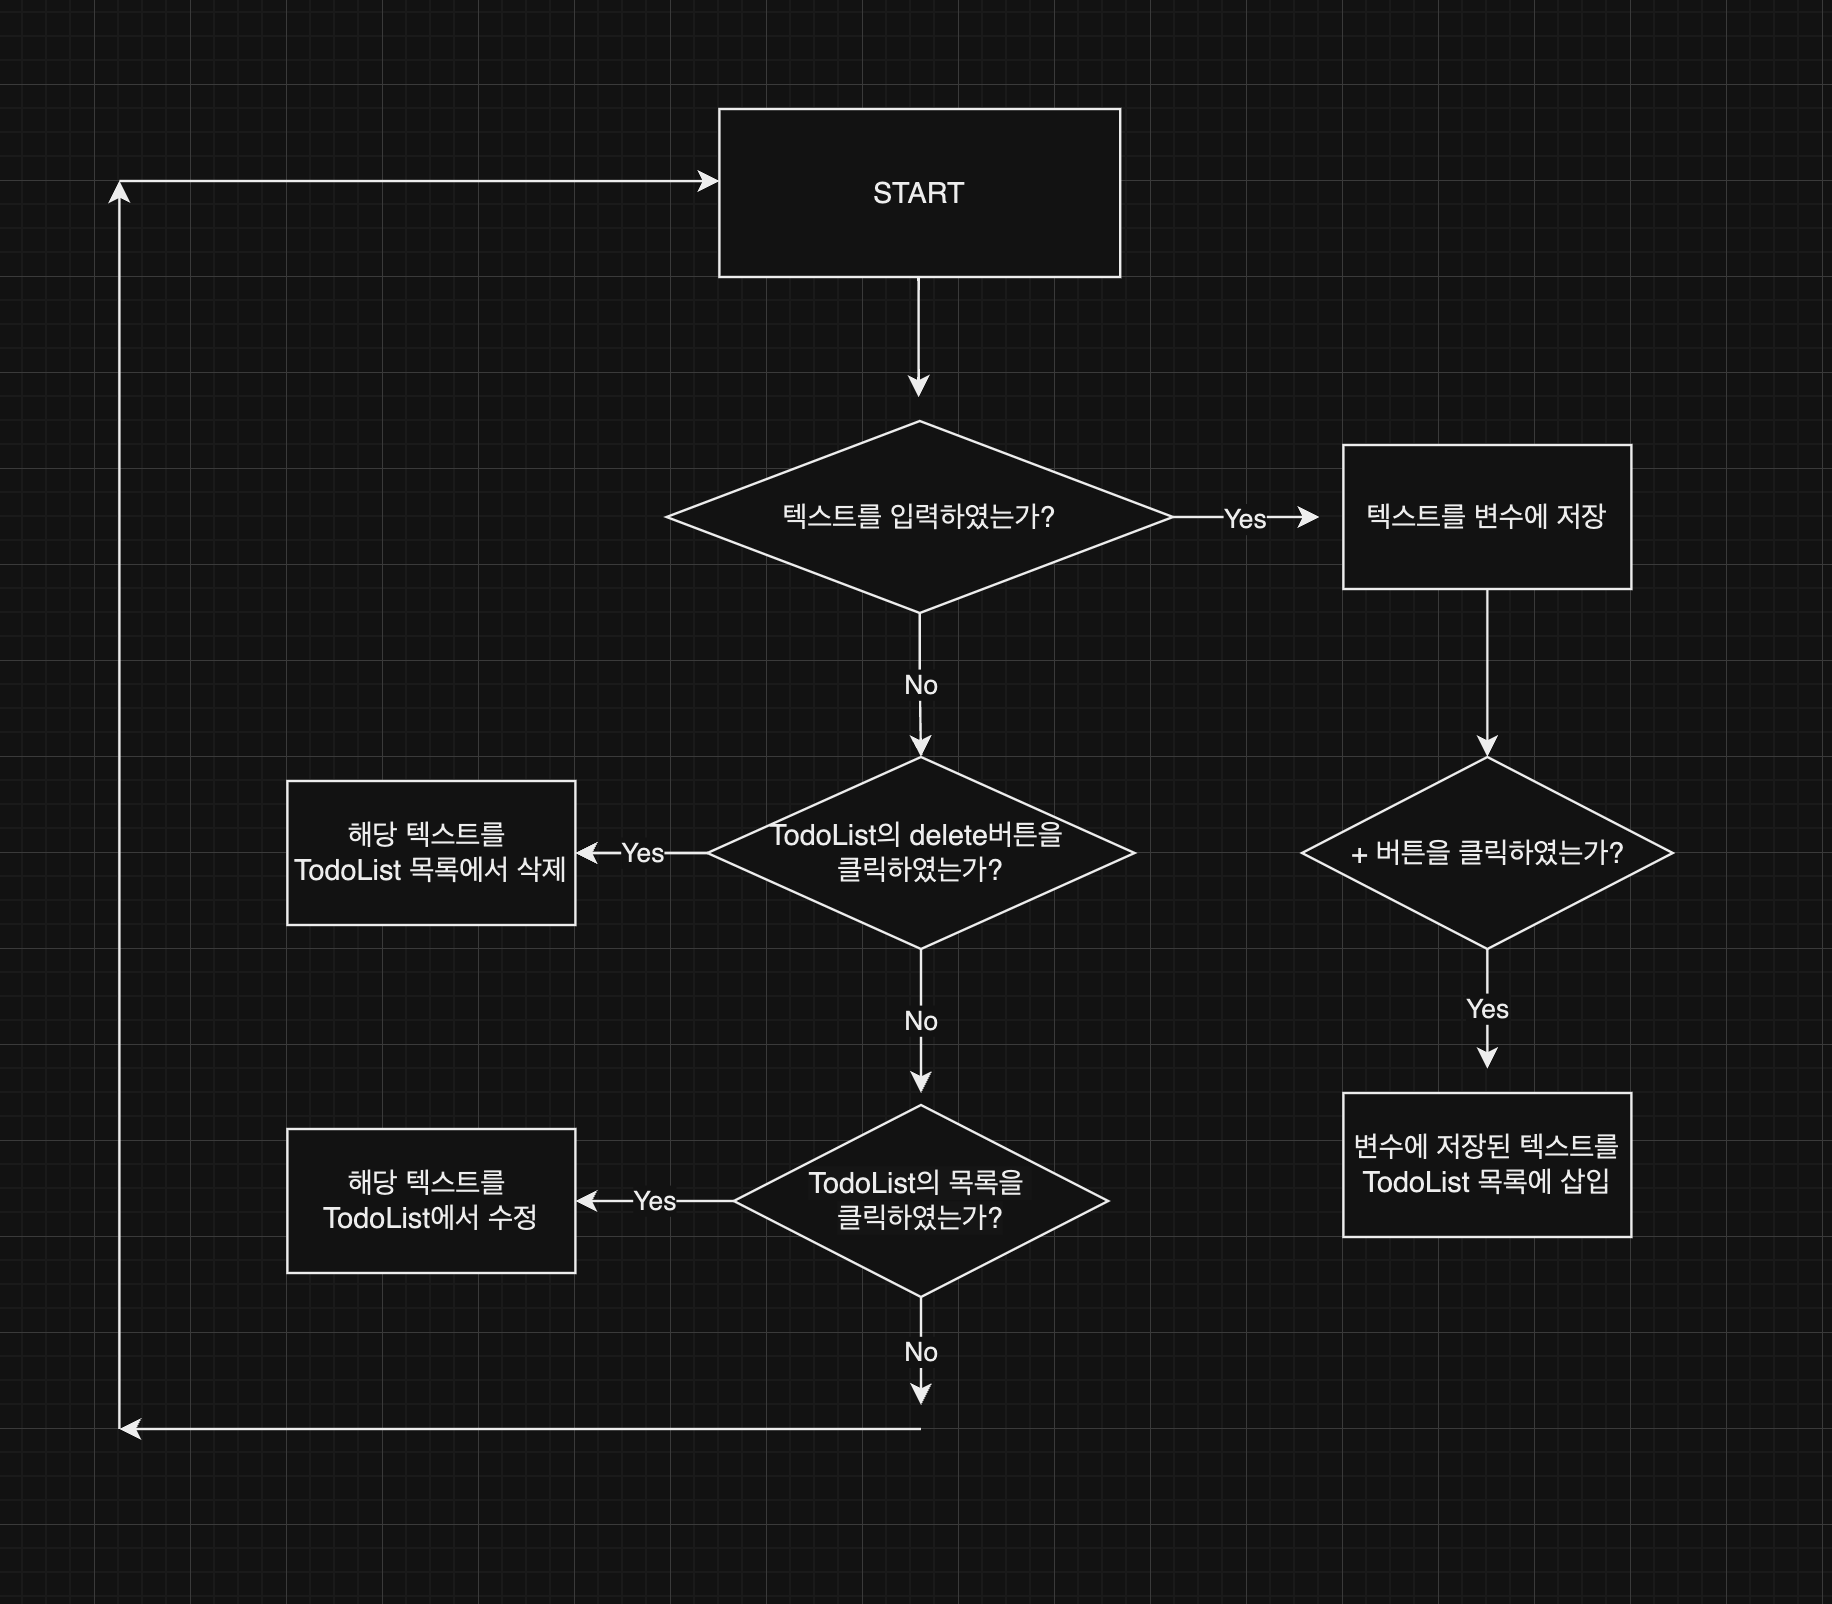 START
텍스트를 입력하였는가?
Yes
텍스트를 변수에 저장
No
해당 텍스트를
TodoList 목록에서 삭제
Yes
TodoList의 delete버튼을
클릭하였는가?
+ 버튼을 클릭하였는가?
No
Yes
해당 텍스트를
TodoList에서 수정
Yes
TodoList의 목록을
클릭하였는가?
변수에 저장된 텍스트를
TodoList 목록에 삽입
No